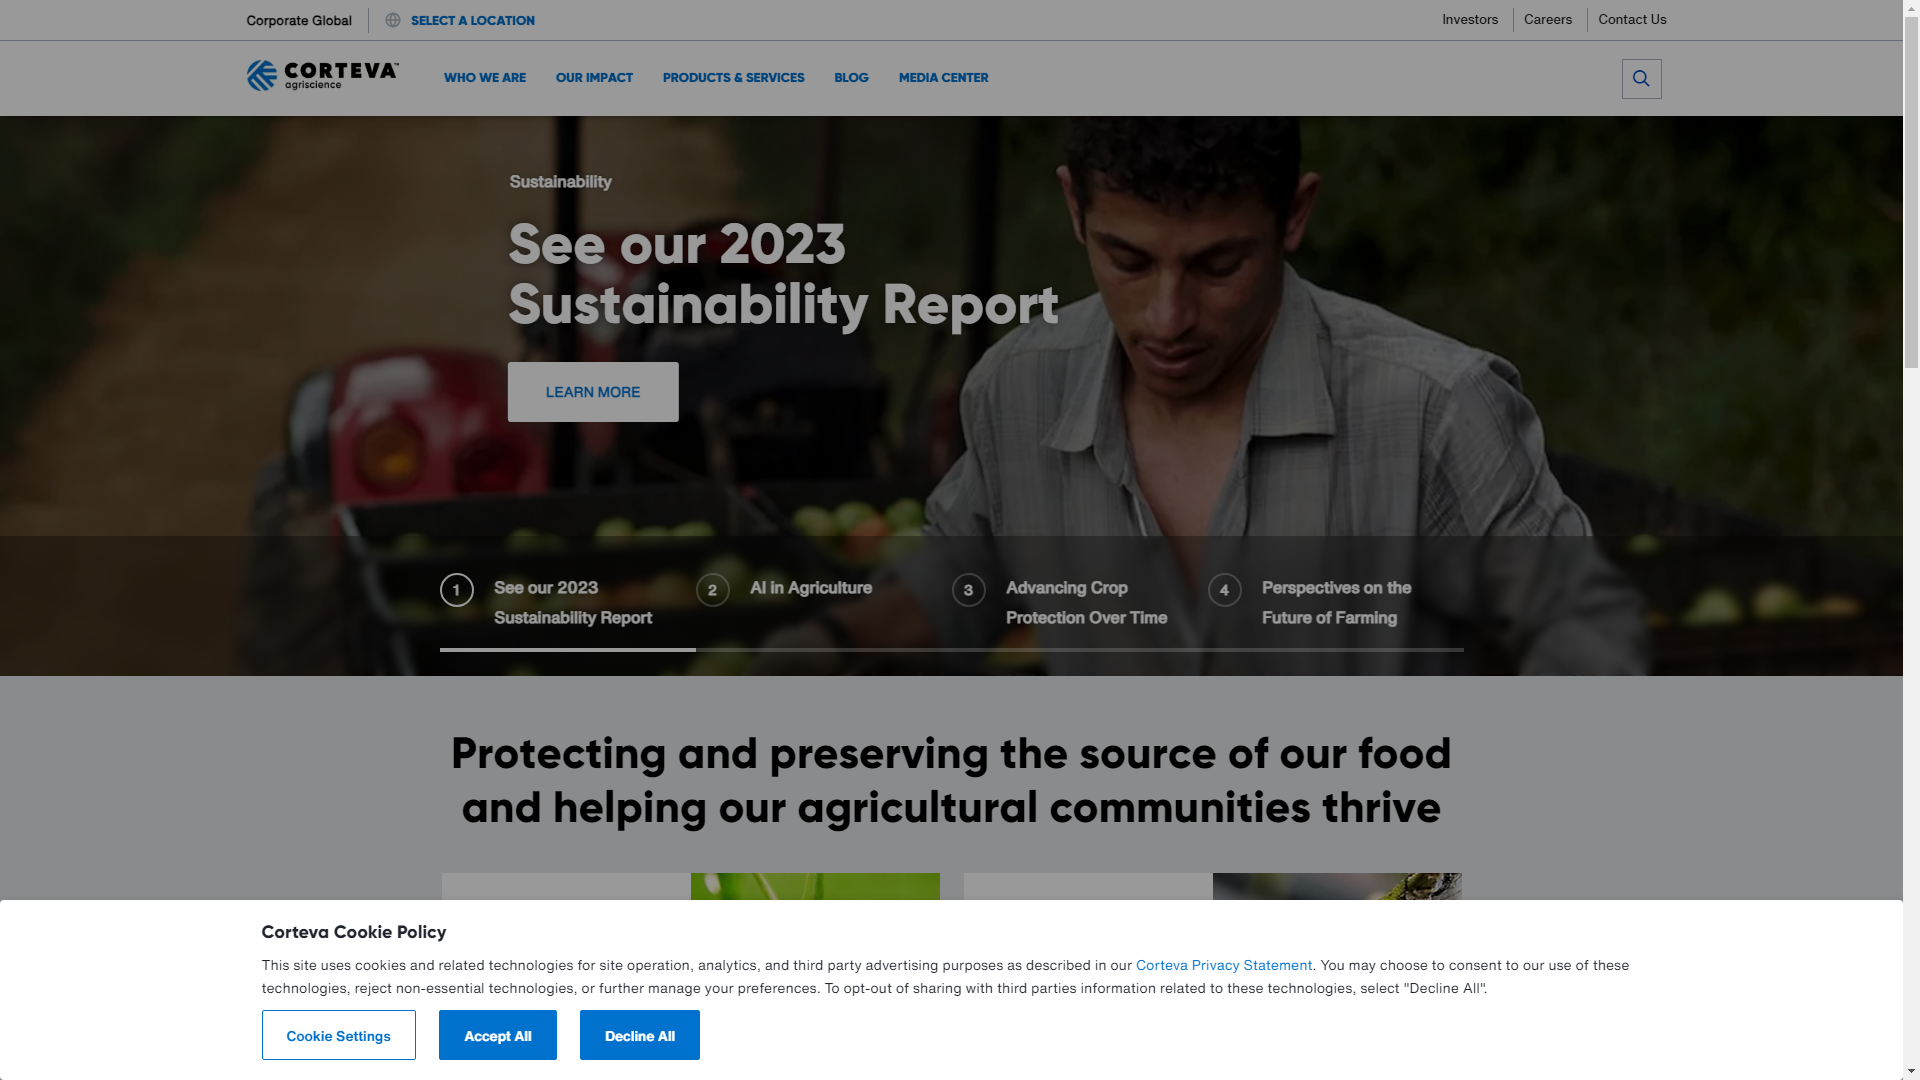 Corporate Global
SELECT A LOCATION
Investors
Careers
Contact Us
CORTEVA™
agriscience
WHO WE ARE
OUR IMPACT
PRODUCTS & SERVICES
BLOG
MEDIA CENTER
Sustainability
See our 2023
Sustainability Report
LEARN MORE
1
See our 2023
Sustainability Report
2
AI in Agriculture
3
Advancing Crop
Protection Over Time
4
Perspectives on the
Future of Farming
Protecting and preserving the source of our food
and helping our agricultural communities thrive
Corteva Cookie Policy
This site uses cookies and related technologies for site operation, analytics, and third party advertising purposes as described in our Corteva Privacy Statement. You may choose to consent to our use of these
technologies, reject non-essential technologies, or further manage your preferences. To opt-out of sharing with third parties information related to these technologies, select "Decline All".
Cookie Settings
Accept All
Decline All